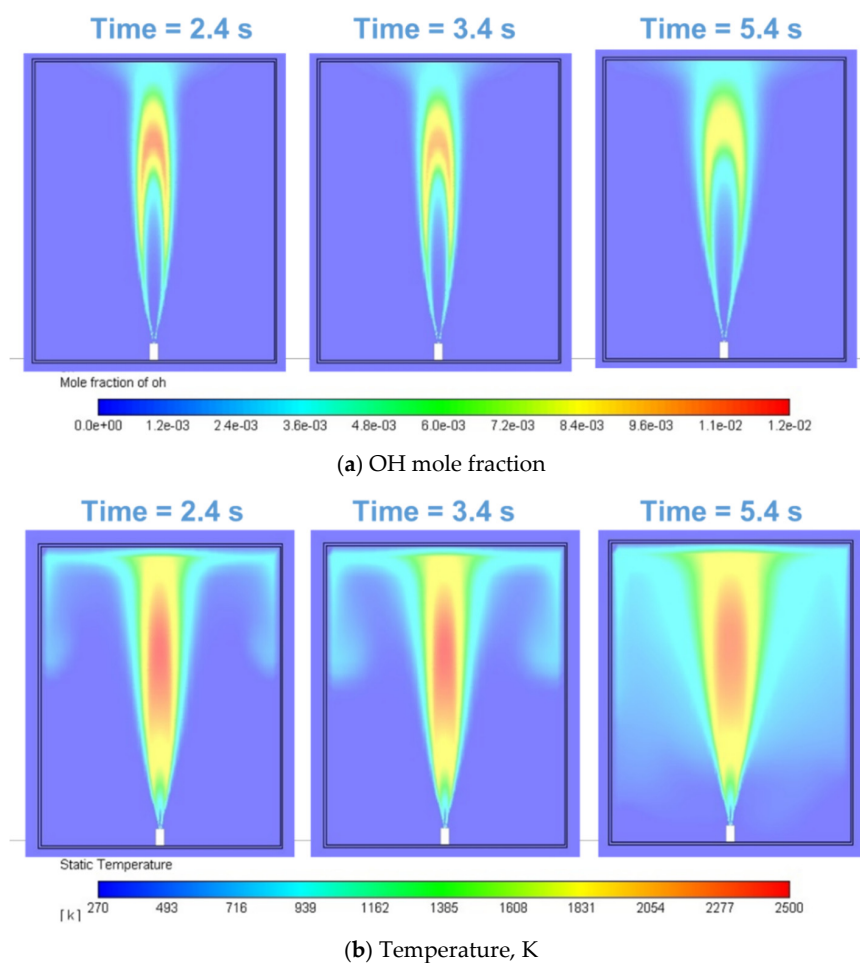 Time = 2.4 s Time = 3.4 s Time = 5.4 s
Mole fraction of oh
0.0e+00 1.2e-03 2.4e-03 3.6e-03 4.8e-03 6.0e-03 7.2e-03 8.4e-03 9.6e-03 1.1e-02 1.2e-02
(a) OH mole fraction
Time = 2.4 s Time = 3.4 s Time = 5.4 s
Static Temperature
[k] 270 493 716 939 1162 1385 1608 1831 2054 2277 2500
(b) Temperature, K